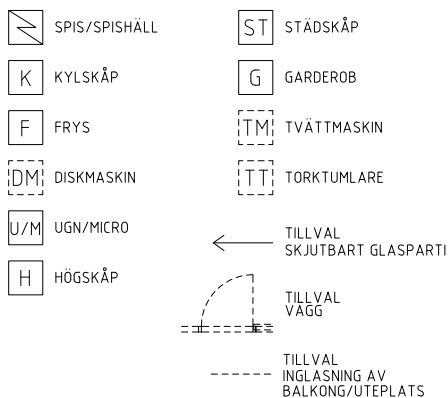 SPIS/SPISHÄLL
K KYLSKÅP
F FRYS
DM DISKMASKIN
U/M UGN/MICRO
H HÖGSKÅP
ST STÄDSKÅP
G GARDEROB
TM TVÄTTMASKIN
TT TORKTUMLARE
TILLVAL
SKJUTBART GLASPARTI
TILLVAL
VÄGG
TILLVAL
INGLASNING AV
BALKONG/UTEPLATS